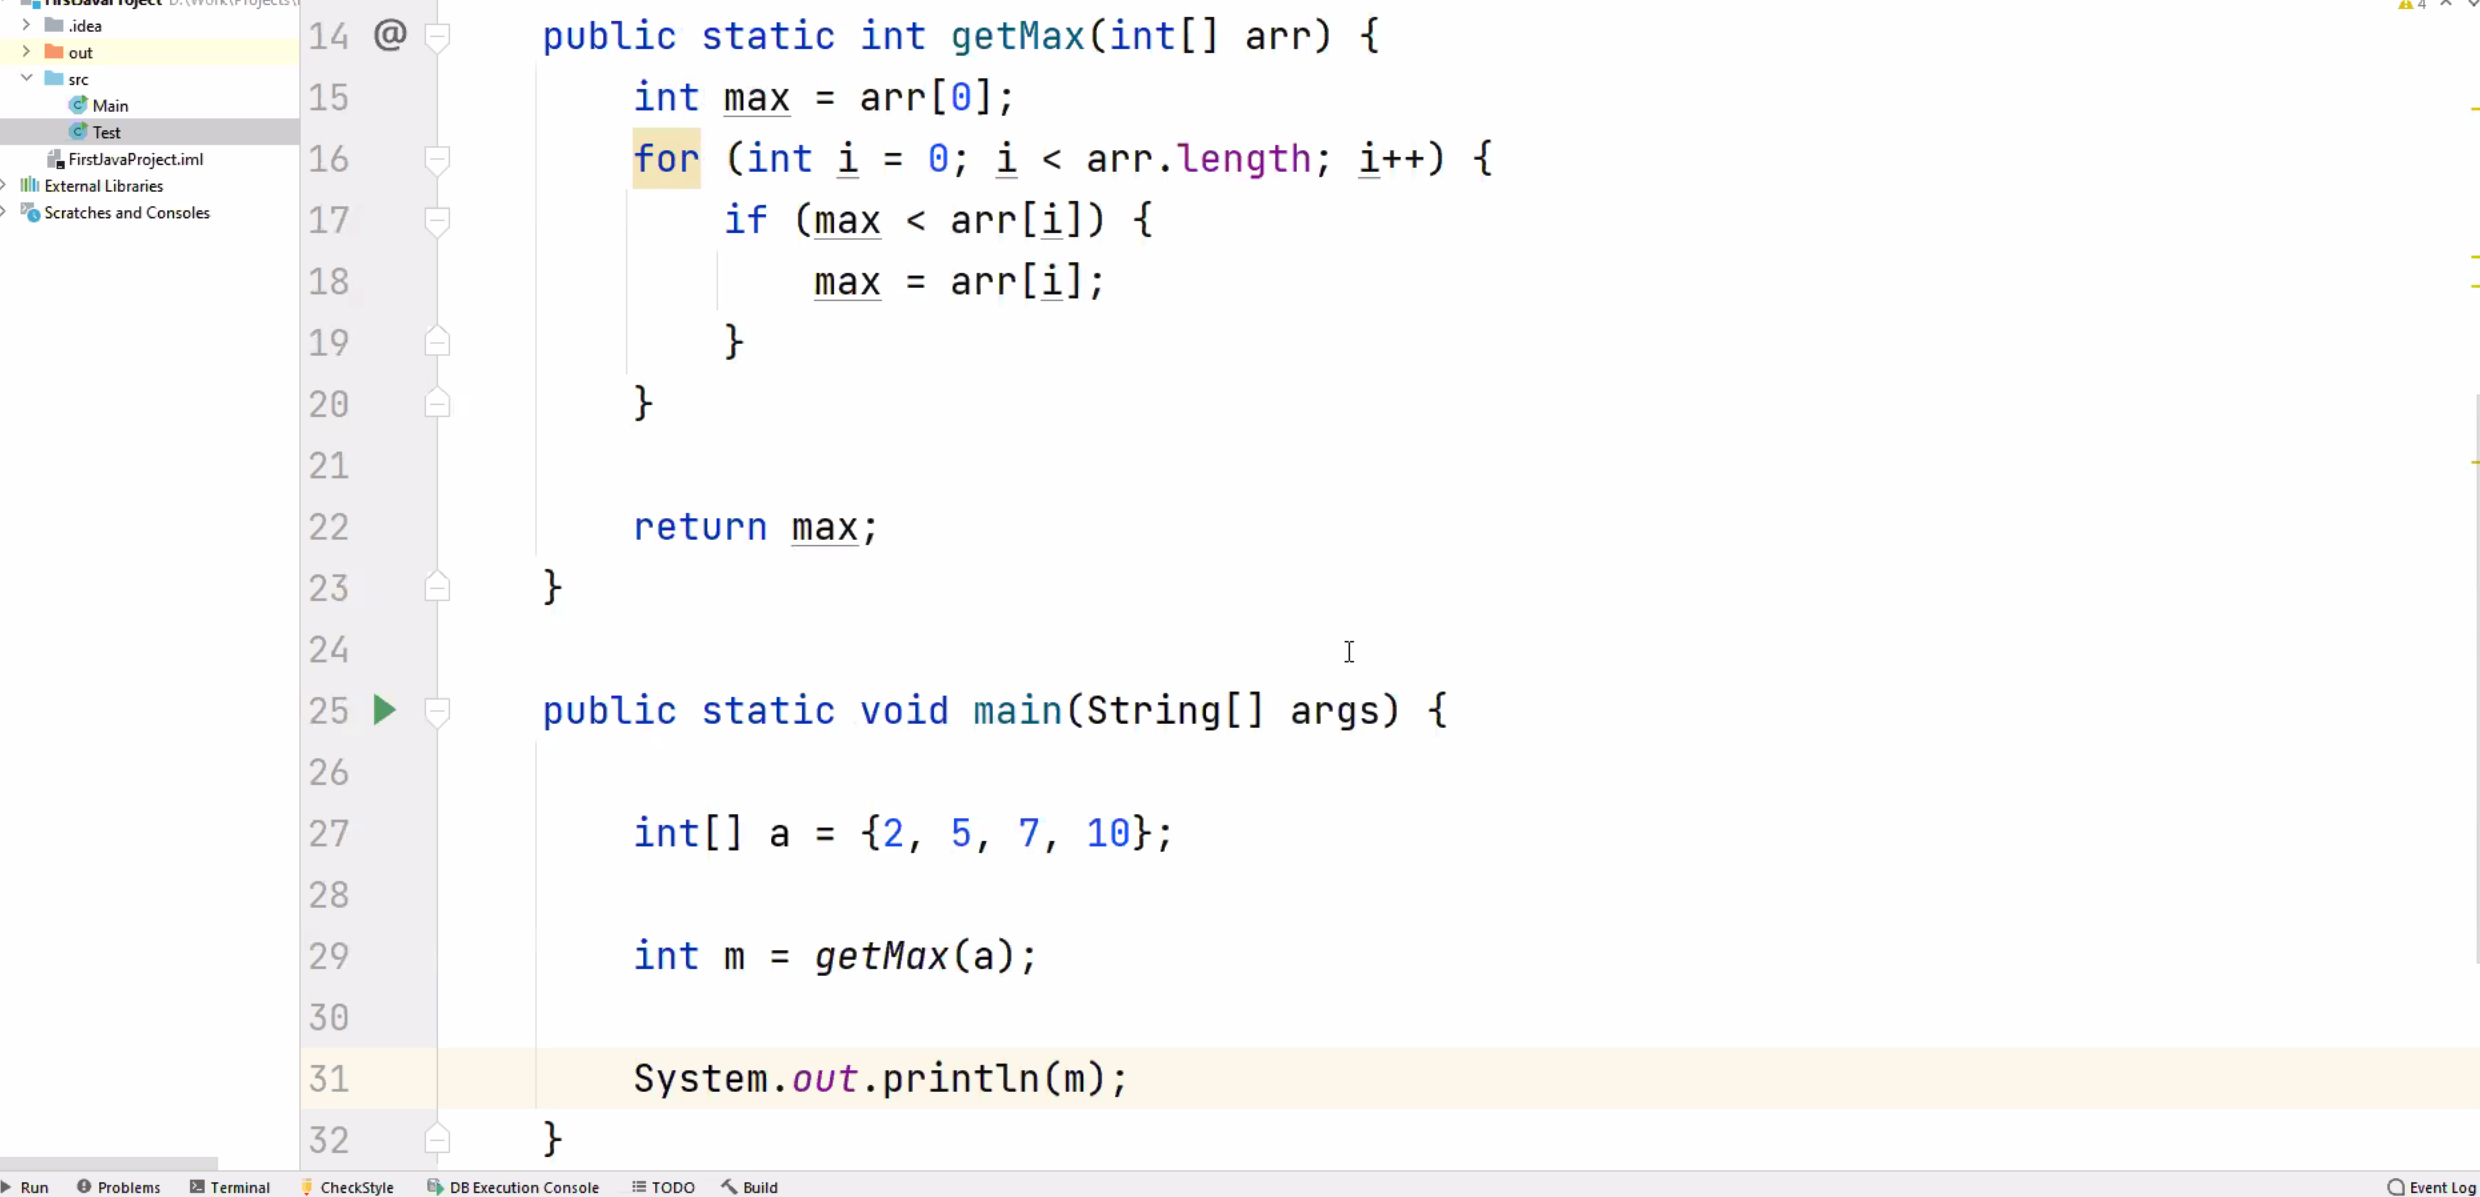 FirstJavaProject D:\Work\Projects\
.idea
out
src
Main
Test
FirstJavaProject.iml
External Libraries
Scratches and Consoles
4
14 @ public static int getMax(int[] arr) {
15 int max = arr[0];
16 for (int i = 0; i < arr.length; i++) {
17 if (max < arr[i]) {
18 max = arr[i];
19 }
20 }
21
22 return max;
23 }
24
25 public static void main(String[] args) {
26
27 int[] a = {2, 5, 7, 10};
28
29 int m = getMax(a);
30
31 System.out.println(m);
32 }
Run Problems Terminal CheckStyle DB Execution Console TODO Build Event Log